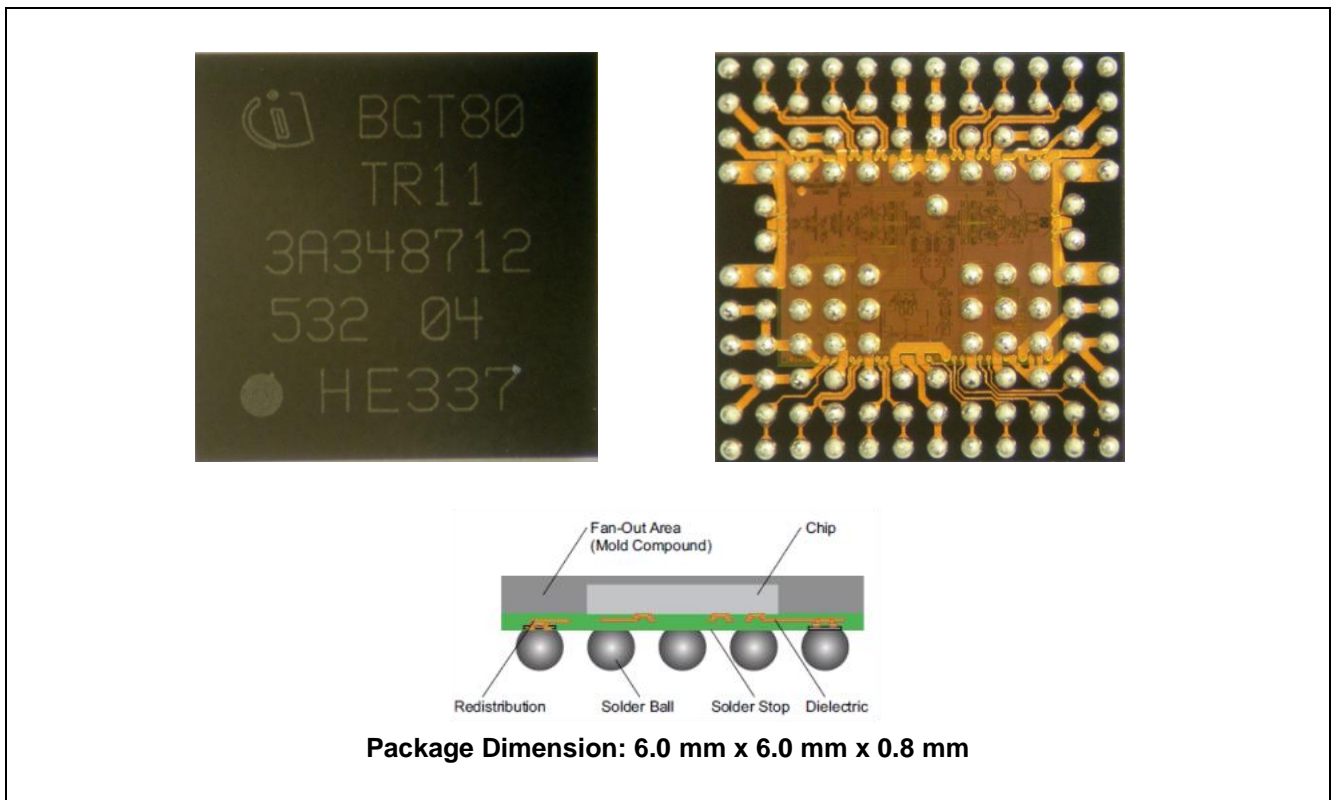 BGT80
TR11
3A348712
532 04
HE337
Fan-Out Area
(Mold Compound)
Chip
Redistribution
Solder Ball
Solder Stop
Dielectric
Package Dimension: 6.0 mm x 6.0 mm x 0.8 mm